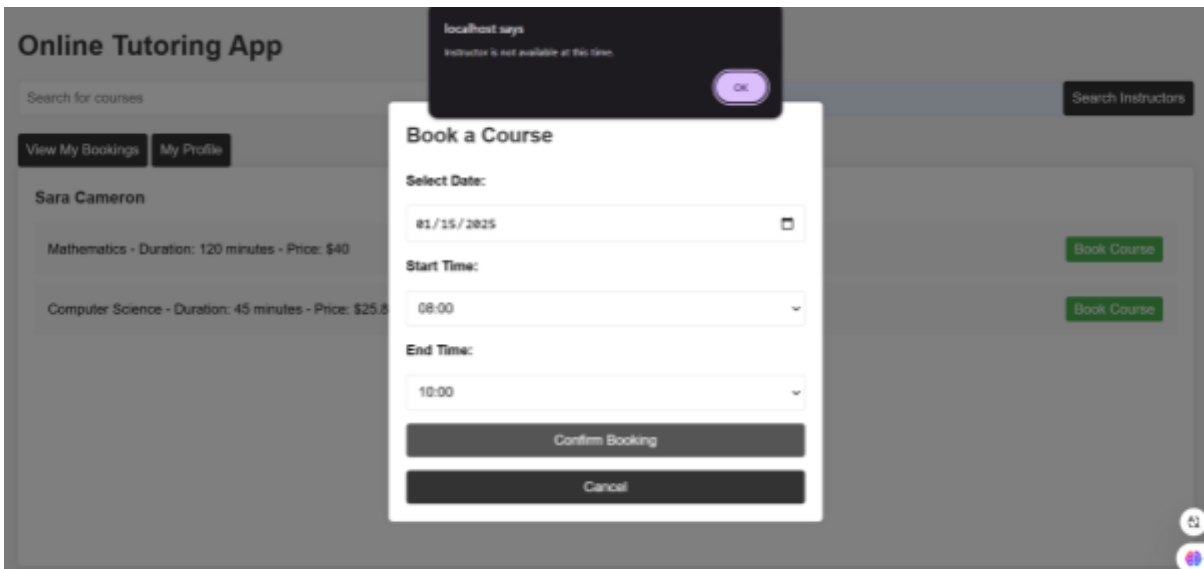 localhost says
Instructor is not available at this time.
OK
Online Tutoring App
Search for courses
Search Instructors
View My Bookings
My Profile
Sara Cameron
Mathematics - Duration: 120 minutes - Price: $40
Book Course
Computer Science - Duration: 45 minutes - Price: $25.8
Book Course
Book a Course
Select Date:
01/15/2025
Start Time:
08:00
End Time:
10:00
Confirm Booking
Cancel